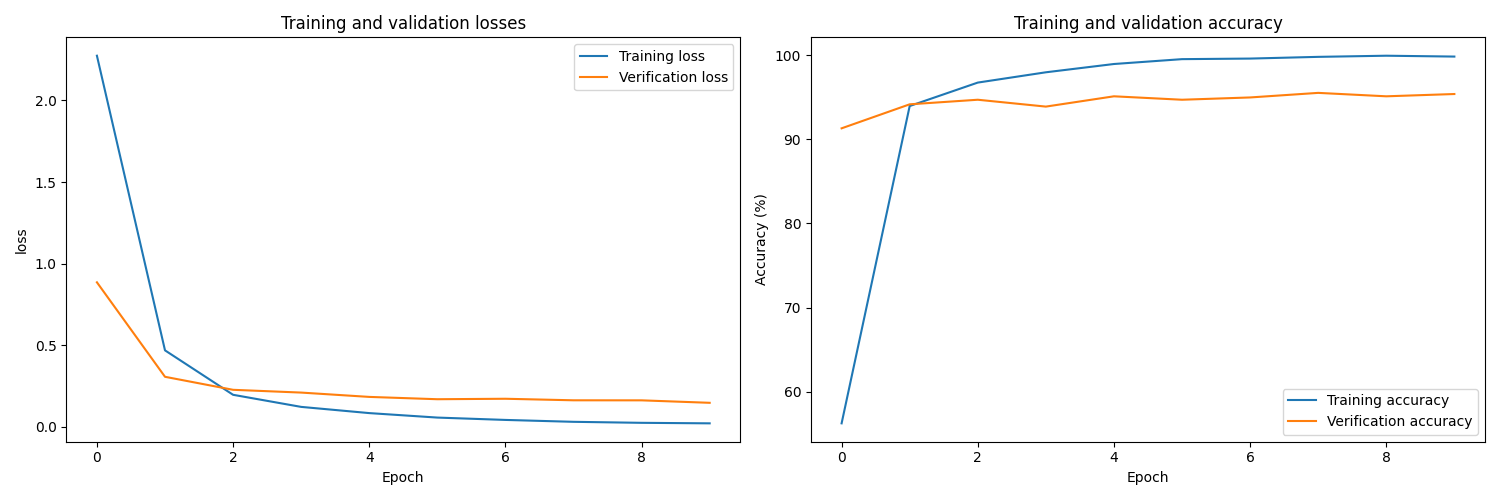 Training and validation losses
Training loss
Verification loss
2.0
1.5
1.0
0.5
0.0
loss
0
2
4
6
8
Epoch
Training and validation accuracy
100
90
80
70
60
Accuracy (%)
Training accuracy
Verification accuracy
0
2
4
6
8
Epoch